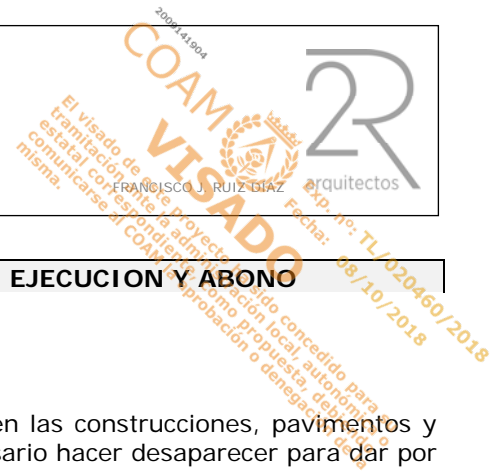 2009141904
COAM
VISADO
Exp. nº: TL/020460/2018
Fecha: 08/10/2018
El visado de este proyecto ha sido concedido para su
tramitación ante la administración local, autonómica o
estatal correspondiente como propuesta, debiendo
comunicarse al COAM la aprobación o denegación de la
misma.
2R
FRANCISCO J. RUIZ DIAZ
arquitectos
EJECUCION Y ABONO
en las construcciones, pavimentos y
sario hacer desaparecer para dar por